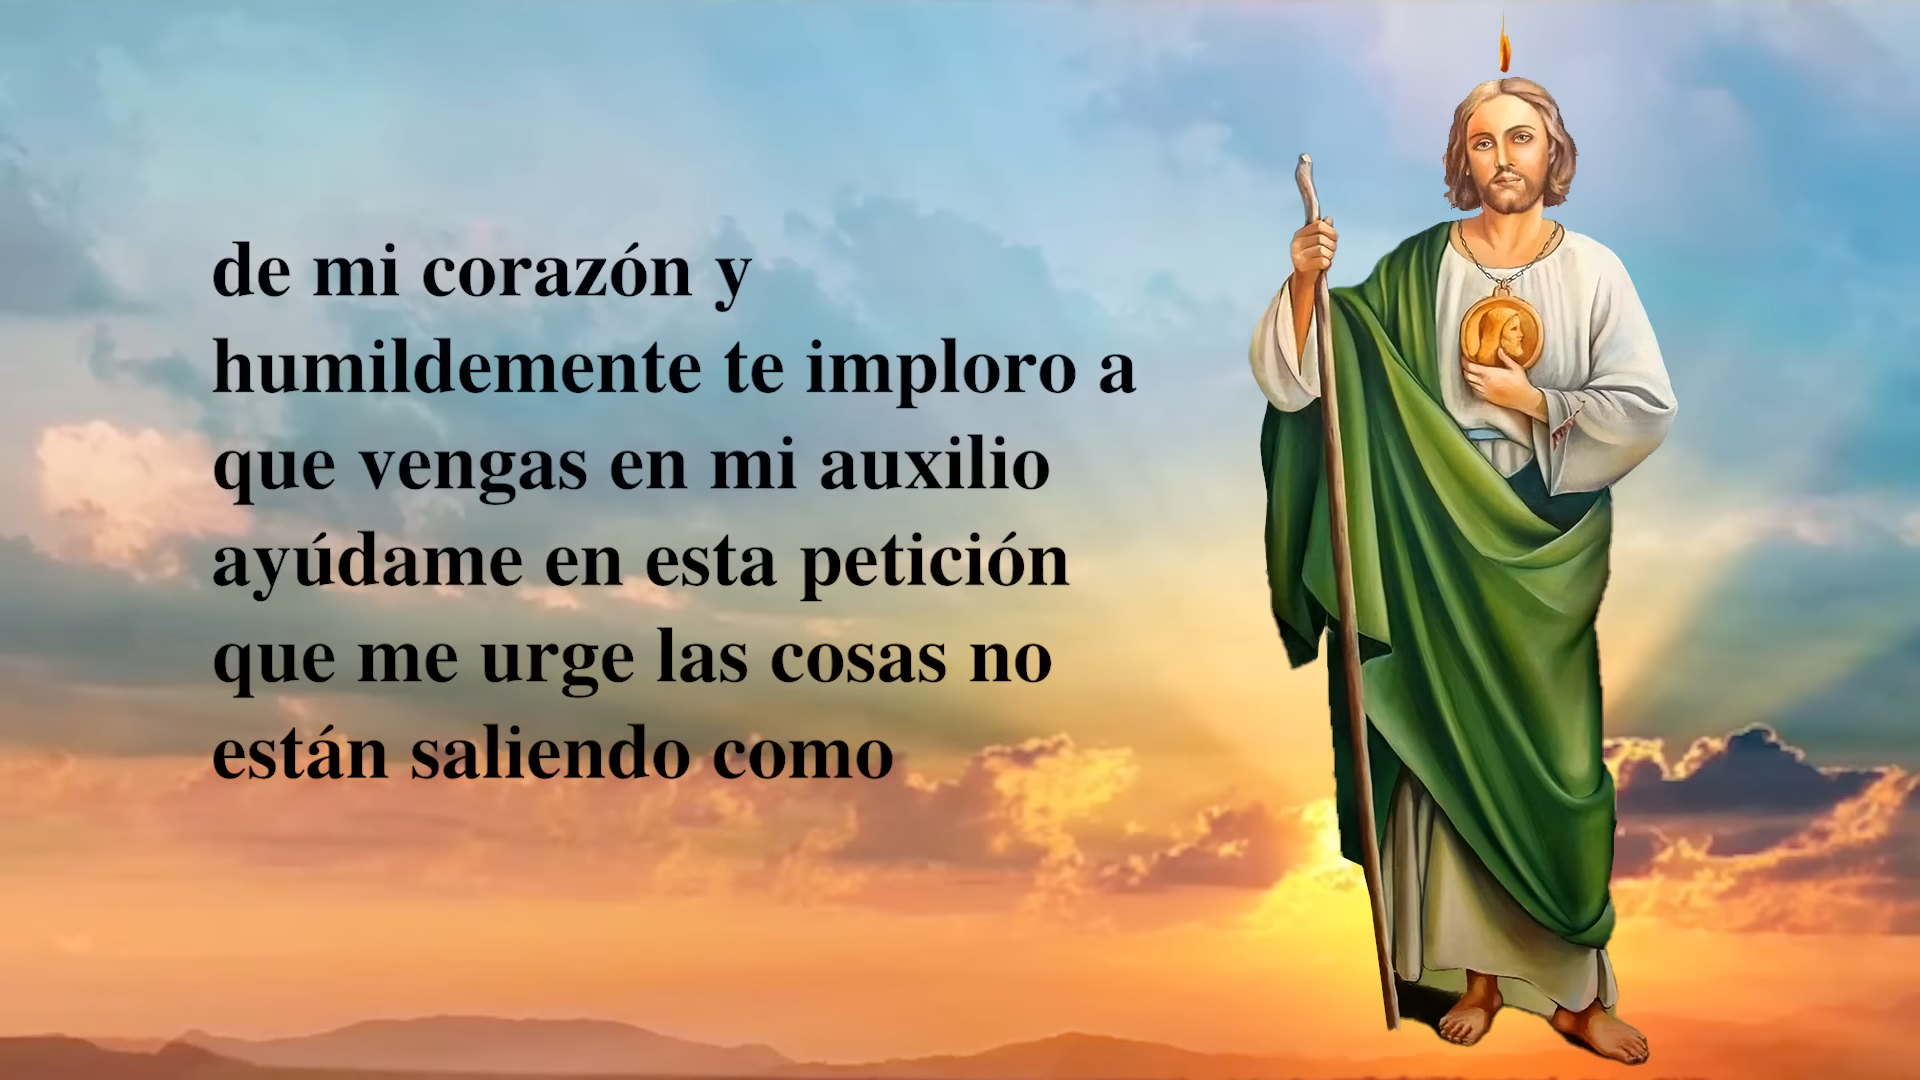 de mi corazón y
humildemente te imploro a
que vengas en mi auxilio
ayúdame en esta petición
que me urge las cosas no
están saliendo como